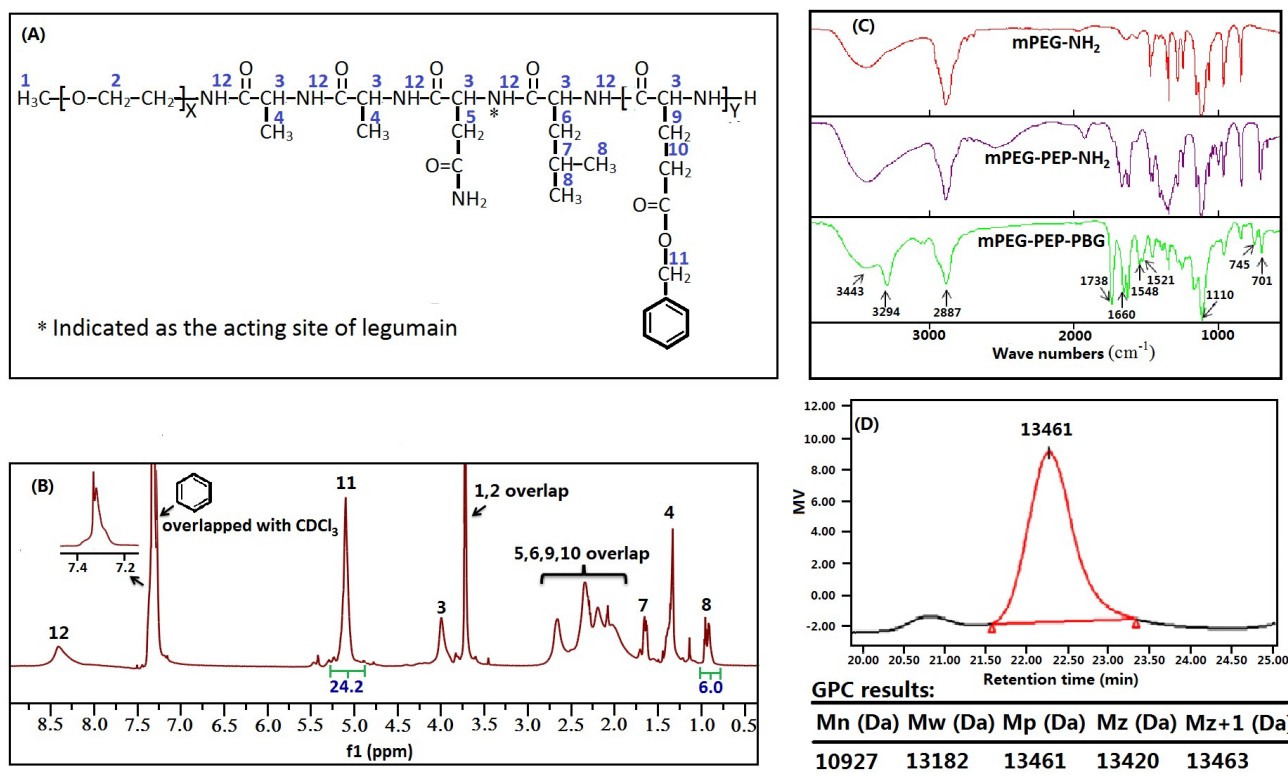 (A)
1 2 12 O 3 12 O 3 12 O 3 12 O 3 12 O 3
H₃C-[O-CH₂-CH₂]X NH-C-CH-NH-C-CH-NH-C-CH-NH-C-CH-NH-[C-CH-NH]Y H
*
4 4 5 6 9
CH₃ CH₃ CH₂ CH₂ CH₂
7 8 10
O=C CH-CH₃ CH₂
8
NH₂ CH₃ O=C
O
11
CH₂
* Indicated as the acting site of legumain
(C)
mPEG-NH₂
mPEG-PEP-NH₂
mPEG-PEP-PBG
3443
3294
2887
1738
1660
1548
1521
1110
745
701
3000 2000 1000
Wave numbers (cm⁻¹)
(B)
7.4 7.2
overlapped with CDCl₃
12
11
24.2
3
1,2 overlap
5,6,9,10 overlap
7
4
8
6.0
8.5 8.0 7.5 7.0 6.5 6.0 5.5 5.0 4.5 4.0 3.5 3.0 2.5 2.0 1.5 1.0 0.5
f1 (ppm)
(D)
13461
MV
12.00
10.00
8.00
6.00
4.00
2.00
0.00
-2.00
20.00 20.50 21.00 21.50 22.00 22.50 23.00 23.50 24.00 24.50 25.0
Retention time (min)
GPC results:
Mn (Da) Mw (Da) Mp (Da) Mz (Da) Mz+1 (Da
10927 13182 13461 13420 13463